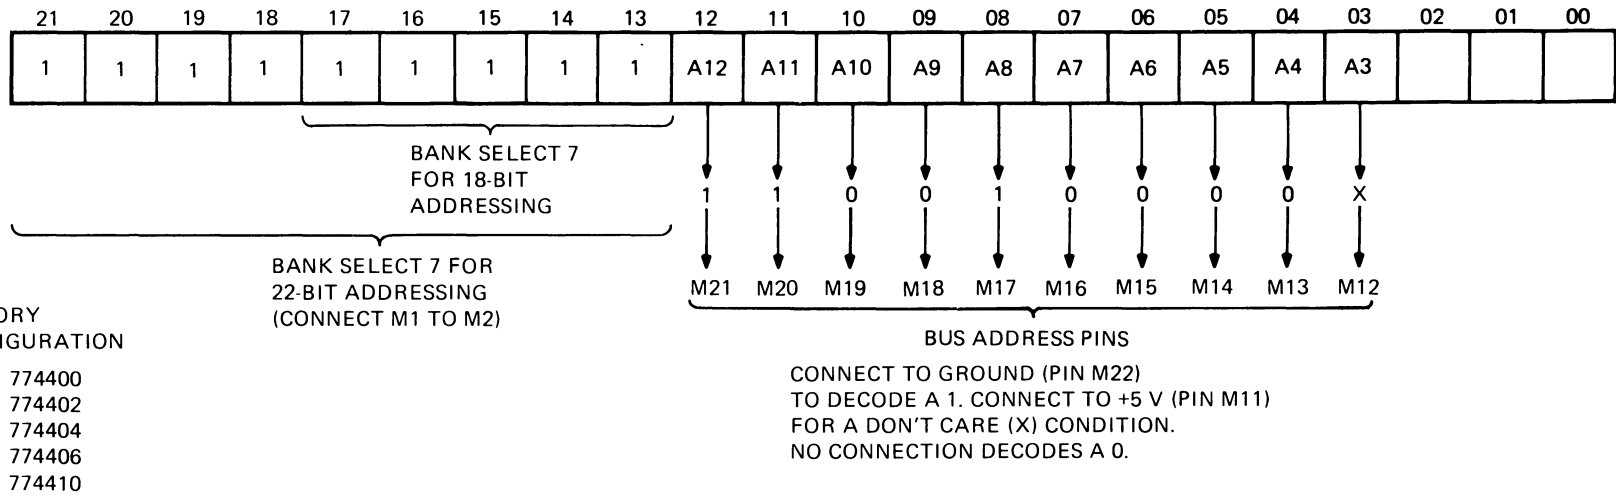 21 20 19 18 17 16 15 14 13 12 11 10 09 08 07 06 05 04 03 02 01 00
1 1 1 1 1 1 1 1 1 A12 A11 A10 A9 A8 A7 A6 A5 A4 A3
BANK SELECT 7
FOR 18-BIT
ADDRESSING
1 1 0 0 1 0 0 0 0 X
BANK SELECT 7 FOR
22-BIT ADDRESSING
(CONNECT M1 TO M2)
M21 M20 M19 M18 M17 M16 M15 M14 M13 M12
BUS ADDRESS PINS
CONNECT TO GROUND (PIN M22)
TO DECODE A 1. CONNECT TO +5 V (PIN M11)
FOR A DON'T CARE (X) CONDITION.
NO CONNECTION DECODES A 0.
ORY
IGURATION
774400
774402
774404
774406
774410